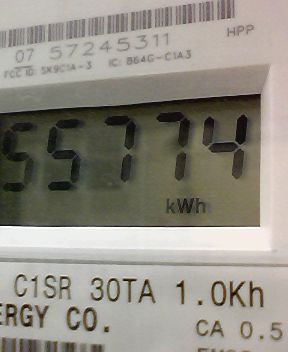 HPP
07 57245311
FCC ID: SK9C1A-3 IC: 864G-C1A3
55774
kWh
C1SR 30TA 1.0Kh
ERGY CO.
CA 0.5